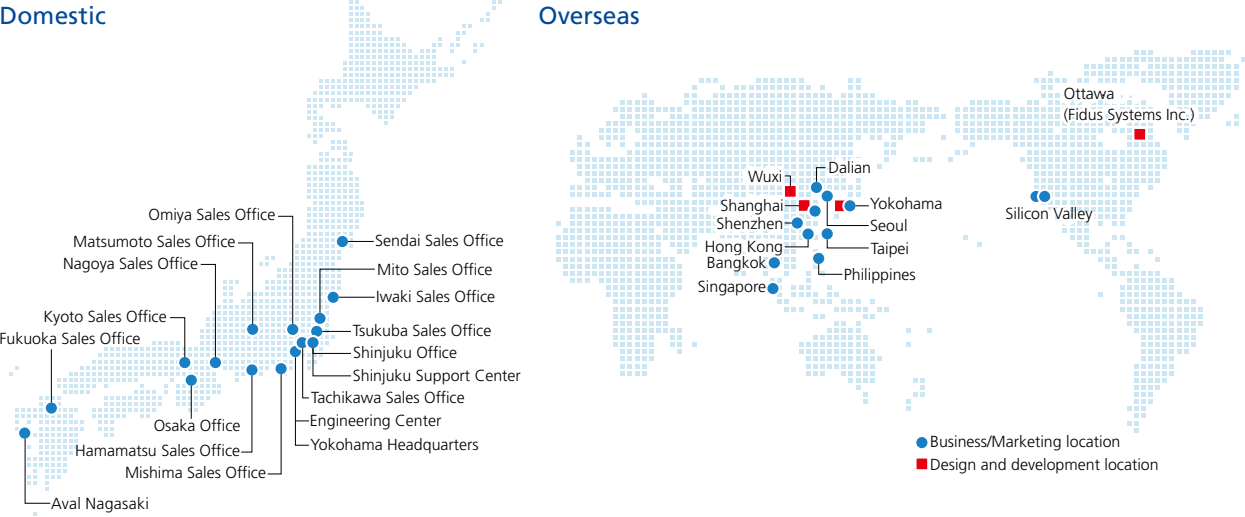 Domestic
Omiya Sales Office
Matsumoto Sales Office
Nagoya Sales Office
Kyoto Sales Office
Fukuoka Sales Office
Sendai Sales Office
Mito Sales Office
Iwaki Sales Office
Tsukuba Sales Office
Shinjuku Office
Shinjuku Support Center
Tachikawa Sales Office
Engineering Center
Yokohama Headquarters
Osaka Office
Hamamatsu Sales Office
Mishima Sales Office
Aval Nagasaki
Overseas
Ottawa
(Fidus Systems Inc.)
Wuxi
Dalian
Shanghai
Yokohama
Shenzhen
Seoul
Hong Kong
Taipei
Bangkok
Philippines
Singapore
Silicon Valley
Business/Marketing location
Design and development location